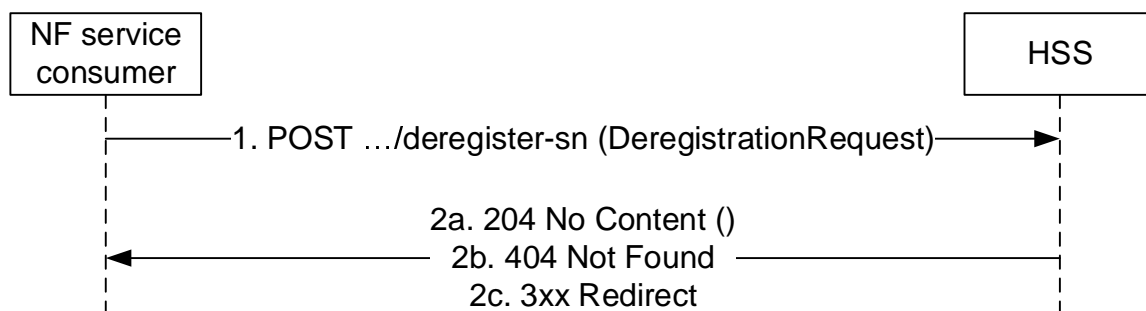 NF service
consumer
HSS
1. POST …/deregister-sn (DeregistrationRequest)
2a. 204 No Content ()
2b. 404 Not Found
2c. 3xx Redirect